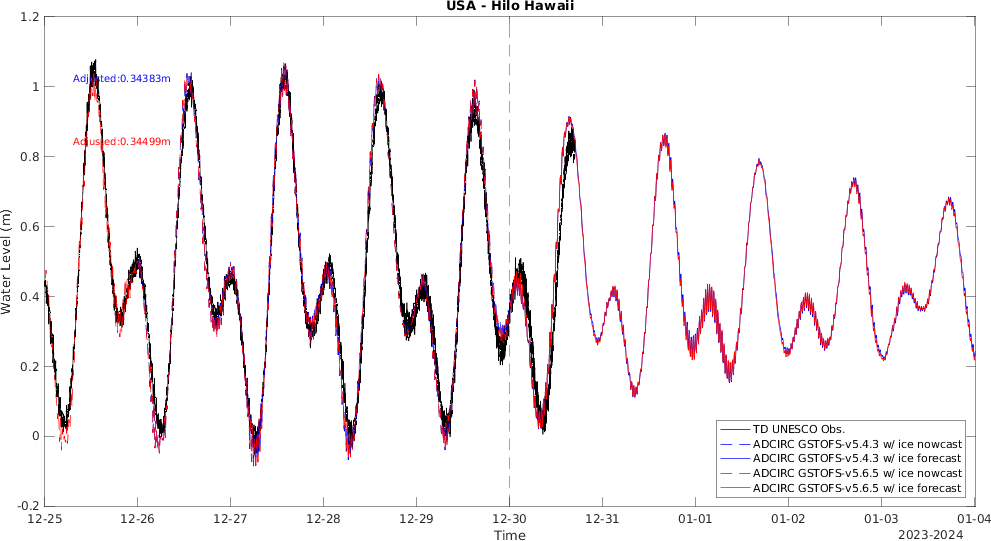 USA - Hilo Hawaii
1.2
1
0.8
0.6
0.4
0.2
0
-0.2
Water Level (m)
Adjusted:0.34383m
Adjusted:0.34499m
TD UNESCO Obs.
ADCIRC GSTOFS-v5.4.3 w/ ice nowcast
ADCIRC GSTOFS-v5.4.3 w/ ice forecast
ADCIRC GSTOFS-v5.6.5 w/ ice nowcast
ADCIRC GSTOFS-v5.6.5 w/ ice forecast
12-25 12-26 12-27 12-28 12-29 12-30 12-31 01-01 01-02 01-03 01-04
Time
2023-2024